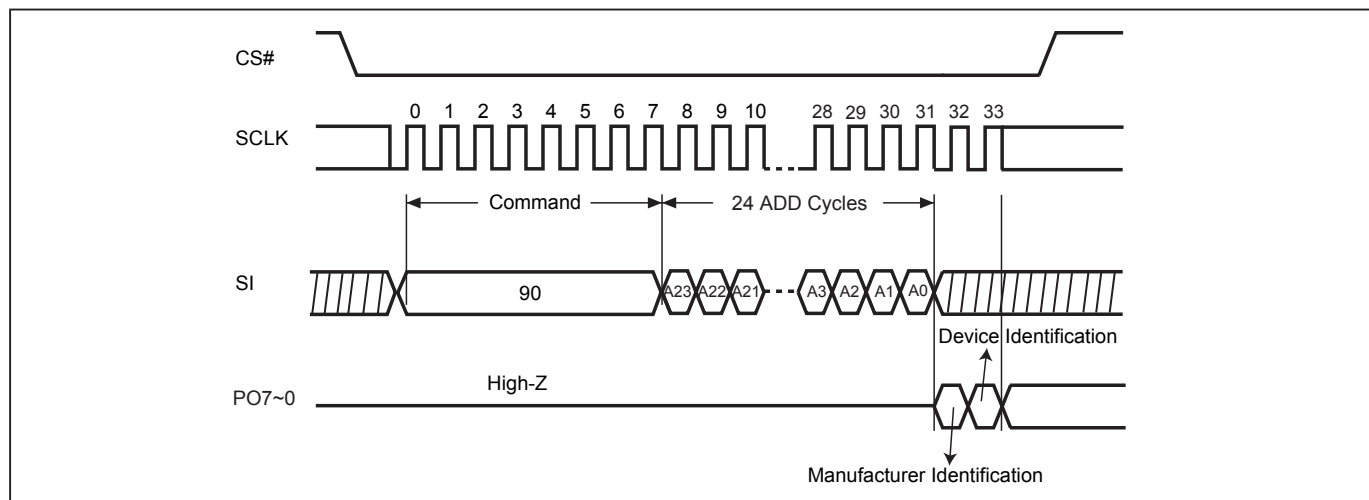 CS#
0 1 2 3 4 5 6 7 8 9 10 28 29 30 31 32 33
SCLK
Command 24 ADD Cycles
SI 90 A23 A22 A21 A3 A2 A1 A0
Device Identification
High-Z
PO7~0
Manufacturer Identification